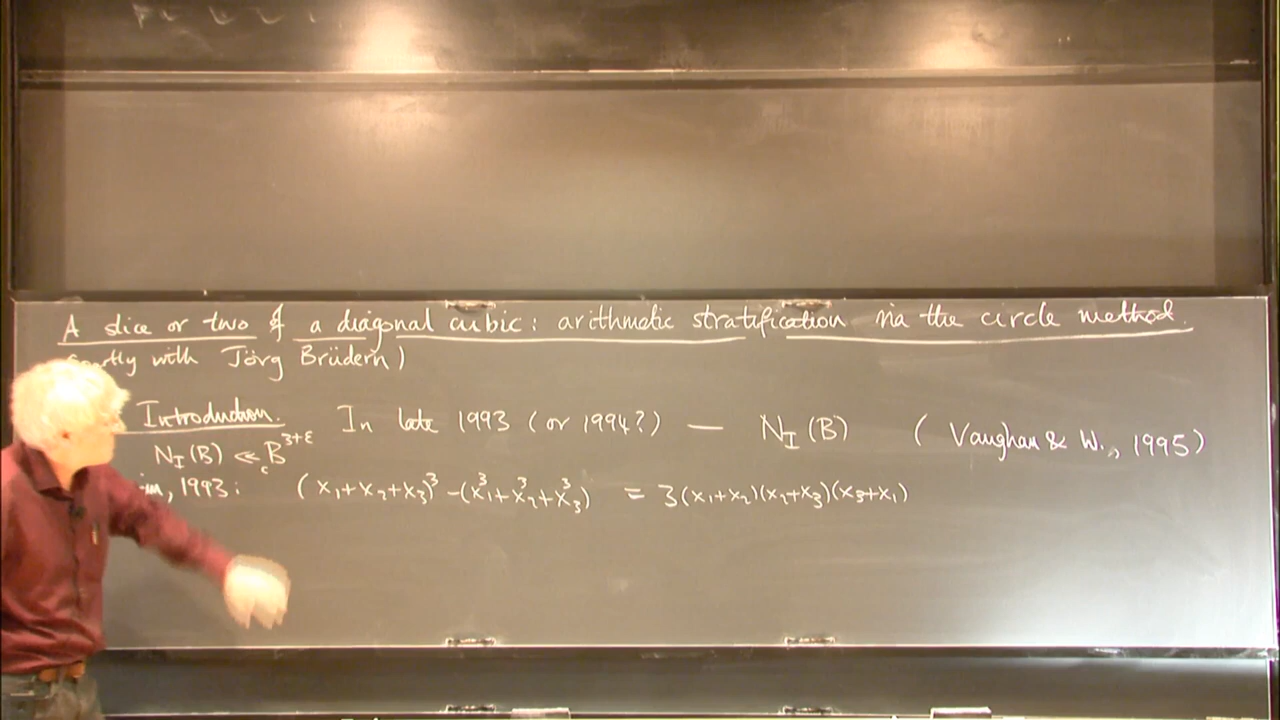 A slice or two of a diagonal cubic: arithmetic stratification via the circle method.
with Jörg Brüdern)
Introduction. In late 1993 (or 1994?) — N_I(B) (Vaughan & W., 1995)
N_I(B) ≪_ε B^{3+ε}
1993: (x_1+x_2+x_3)^3 - (x_1^3+x_2^3+x_3^3) = 3(x_1+x_2)(x_2+x_3)(x_3+x_1)